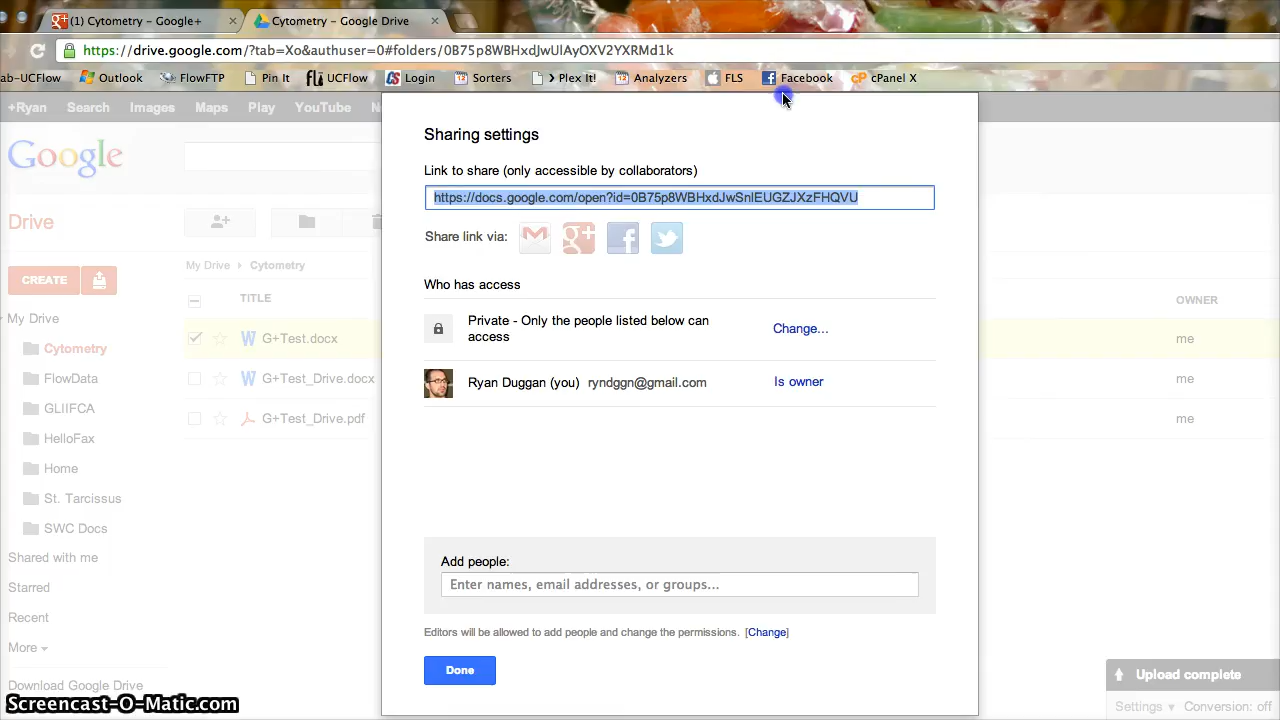 (1) Cytometry – Google+
Cytometry – Google Drive
https://drive.google.com/?tab=Xo&authuser=0#folders/0B75p8WBHxdJwUlAyOXV2YXRMd1k
ab–UCFlow
Outlook
FlowFTP
Pin It
UCFlow
Login
Sorters
> Plex It!
Analyzers
FLS
Facebook
cPanel X
+Ryan
Search
Images
Maps
Play
YouTube
Google
Drive
CREATE
My Drive
Cytometry
FlowData
GLIIFCA
HelloFax
Home
St. Tarcissus
SWC Docs
Shared with me
Starred
Recent
More
Download Google Drive
My Drive
Cytometry
TITLE
OWNER
G+Test.docx
me
G+Test_Drive.docx
me
G+Test_Drive.pdf
me
Sharing settings
Link to share (only accessible by collaborators)
https://docs.google.com/open?id=0B75p8WBHxdJwSnlEUGZJXzFHQVU
Share link via:
Who has access
Private - Only the people listed below can
access
Change...
Ryan Duggan (you) ryndggn@gmail.com
Is owner
Add people:
Enter names, email addresses, or groups...
Editors will be allowed to add people and change the permissions. [Change]
Done
Upload complete
Settings
Conversion: off
Screencast-O-Matic.com